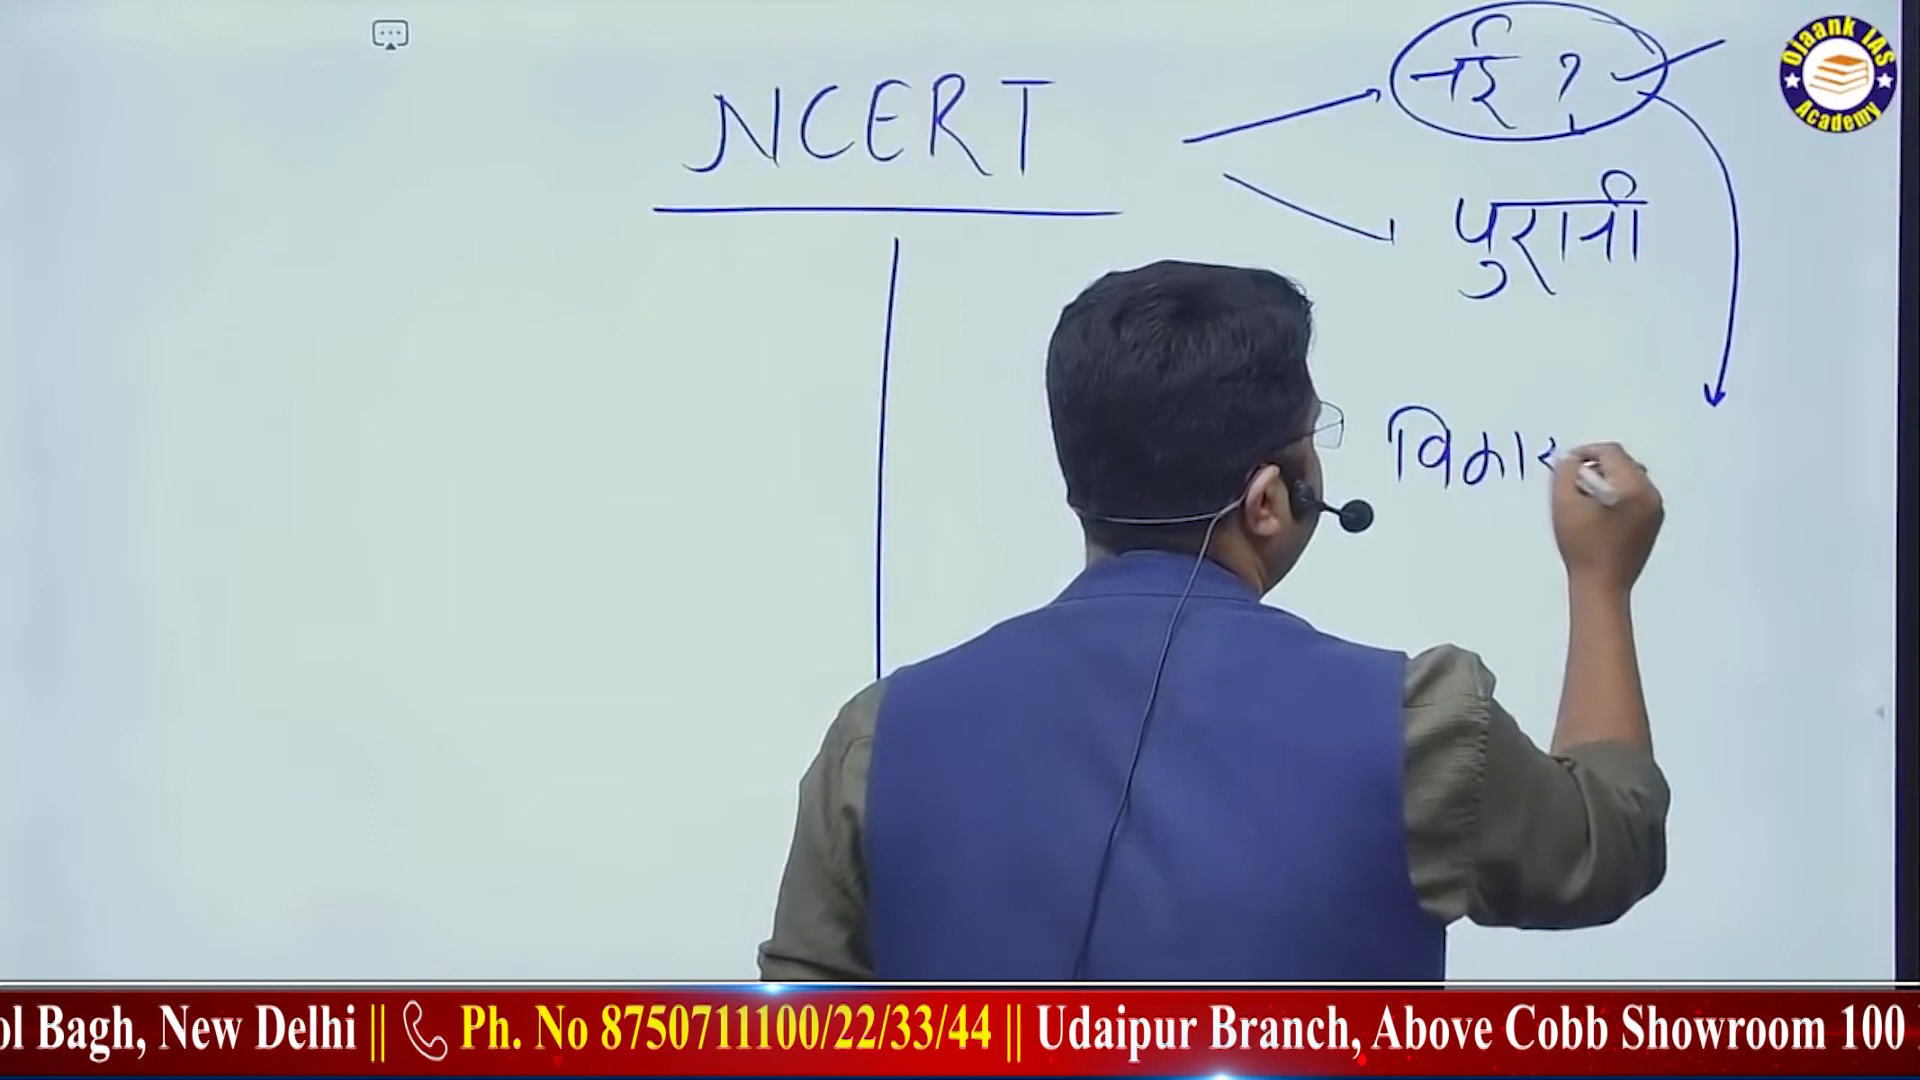 NCERT
नई ?
पुरानी
Ojaank IAS Academy
ol Bagh, New Delhi || Ph. No 8750711100/22/33/44 || Udaipur Branch, Above Cobb Showroom 100